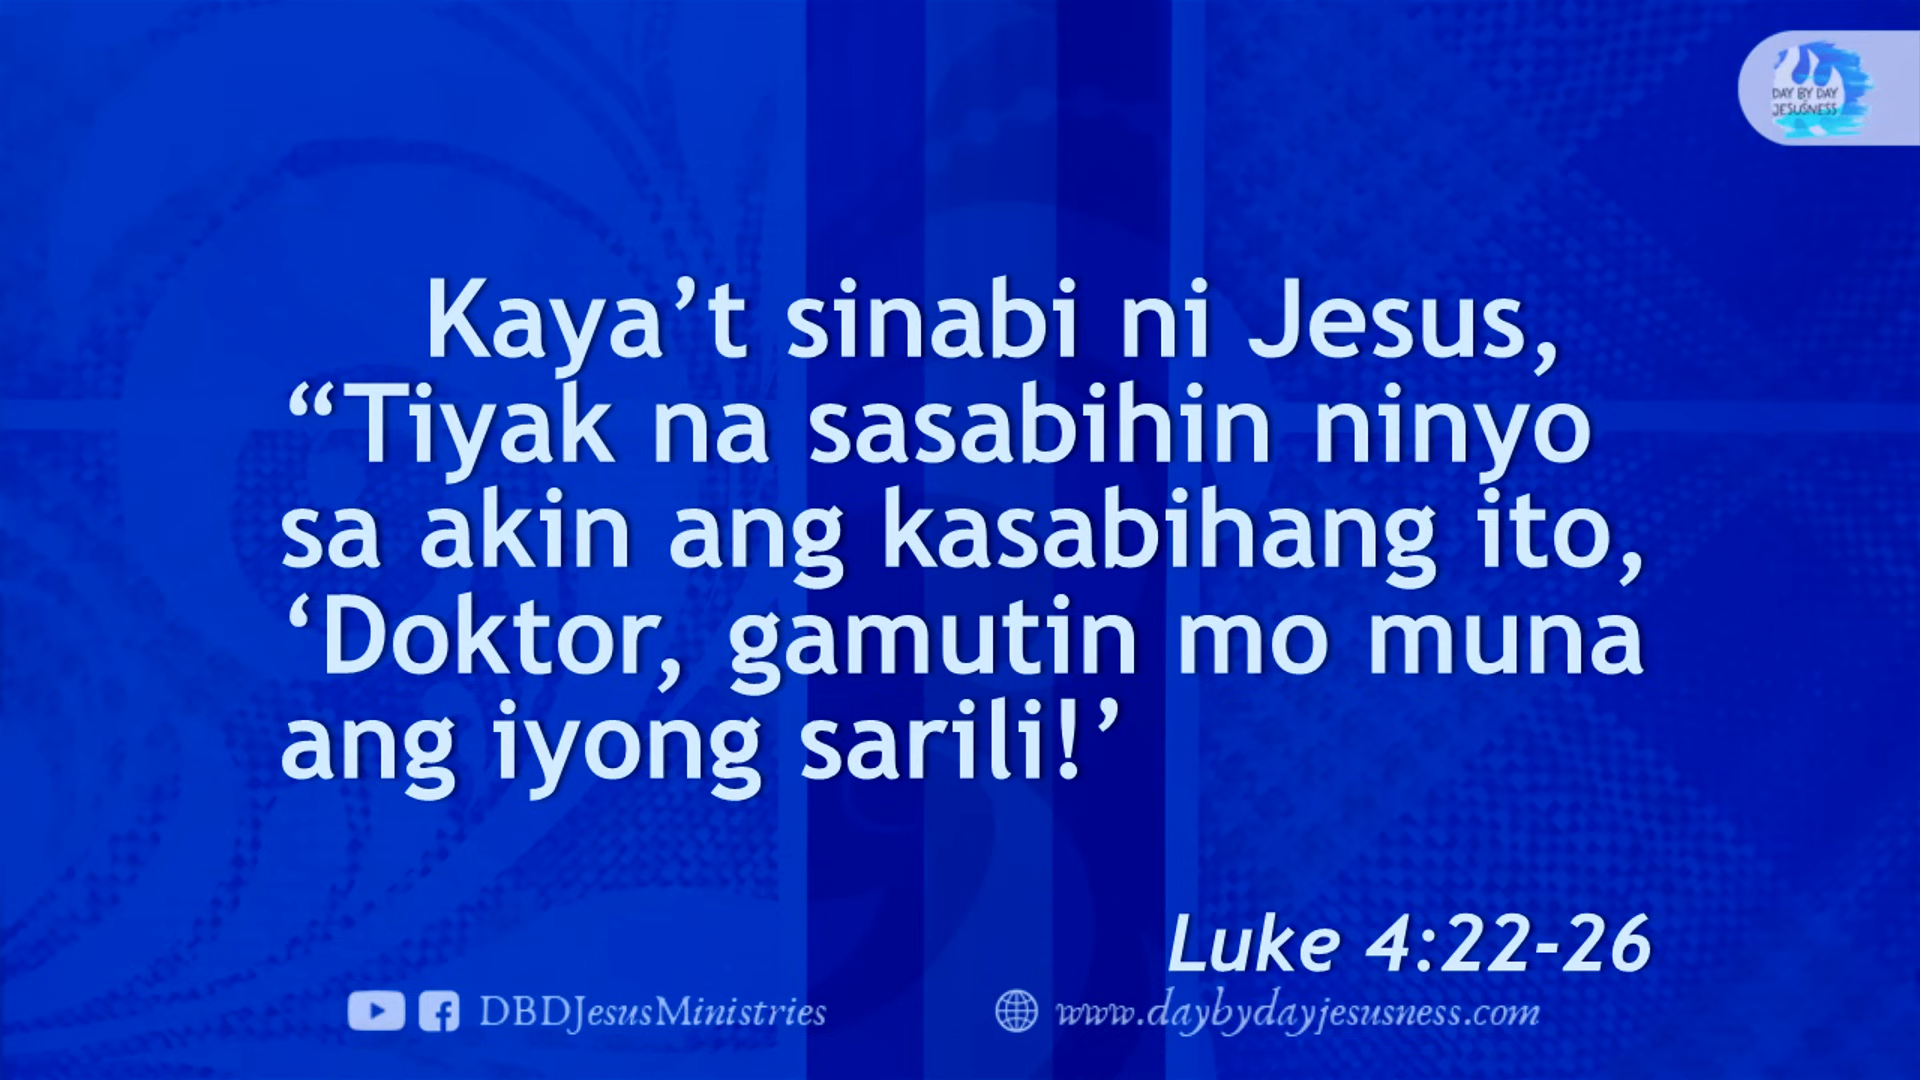 DAY BY DAY
JESUSNESS
Kaya’t sinabi ni Jesus,
“Tiyak na sasabihin ninyo
sa akin ang kasabihang ito,
‘Doktor, gamutin mo muna
ang iyong sarili!’
Luke 4:22-26
DBDJesusMinistries
www.daybydayjesusness.com